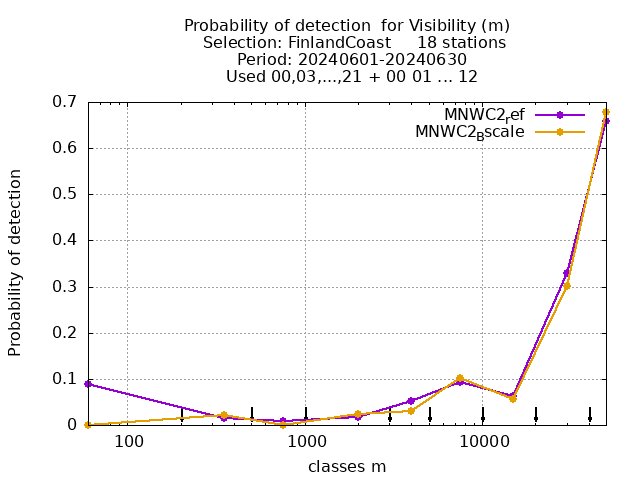 Probability of detection  for Visibility (m)
Selection: FinlandCoast     18 stations
Period: 20240601-20240630
Used 00,03,...,21 + 00 01 ... 12
MNWC2_ref
MNWC2_Bscale
Probability of detection
0.7
0.6
0.5
0.4
0.3
0.2
0.1
0
100 1000 10000
classes m